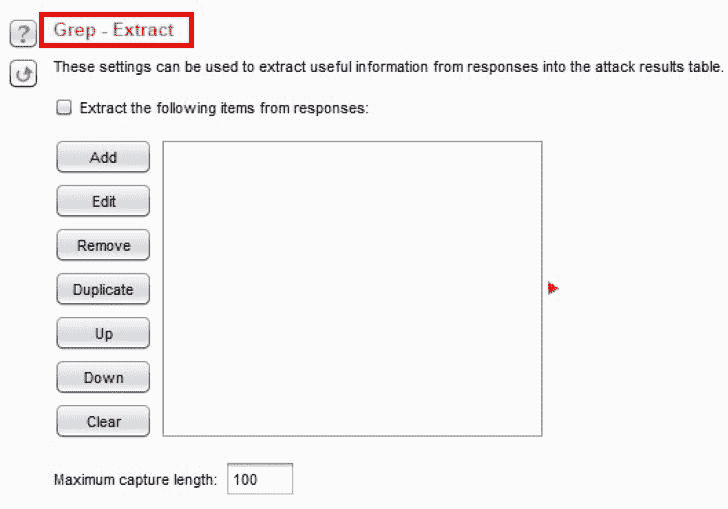 ?
Grep - Extract
These settings can be used to extract useful information from responses into the attack results table.
Extract the following items from responses:
Add
Edit
Remove
Duplicate
Up
Down
Clear
Maximum capture length: 100